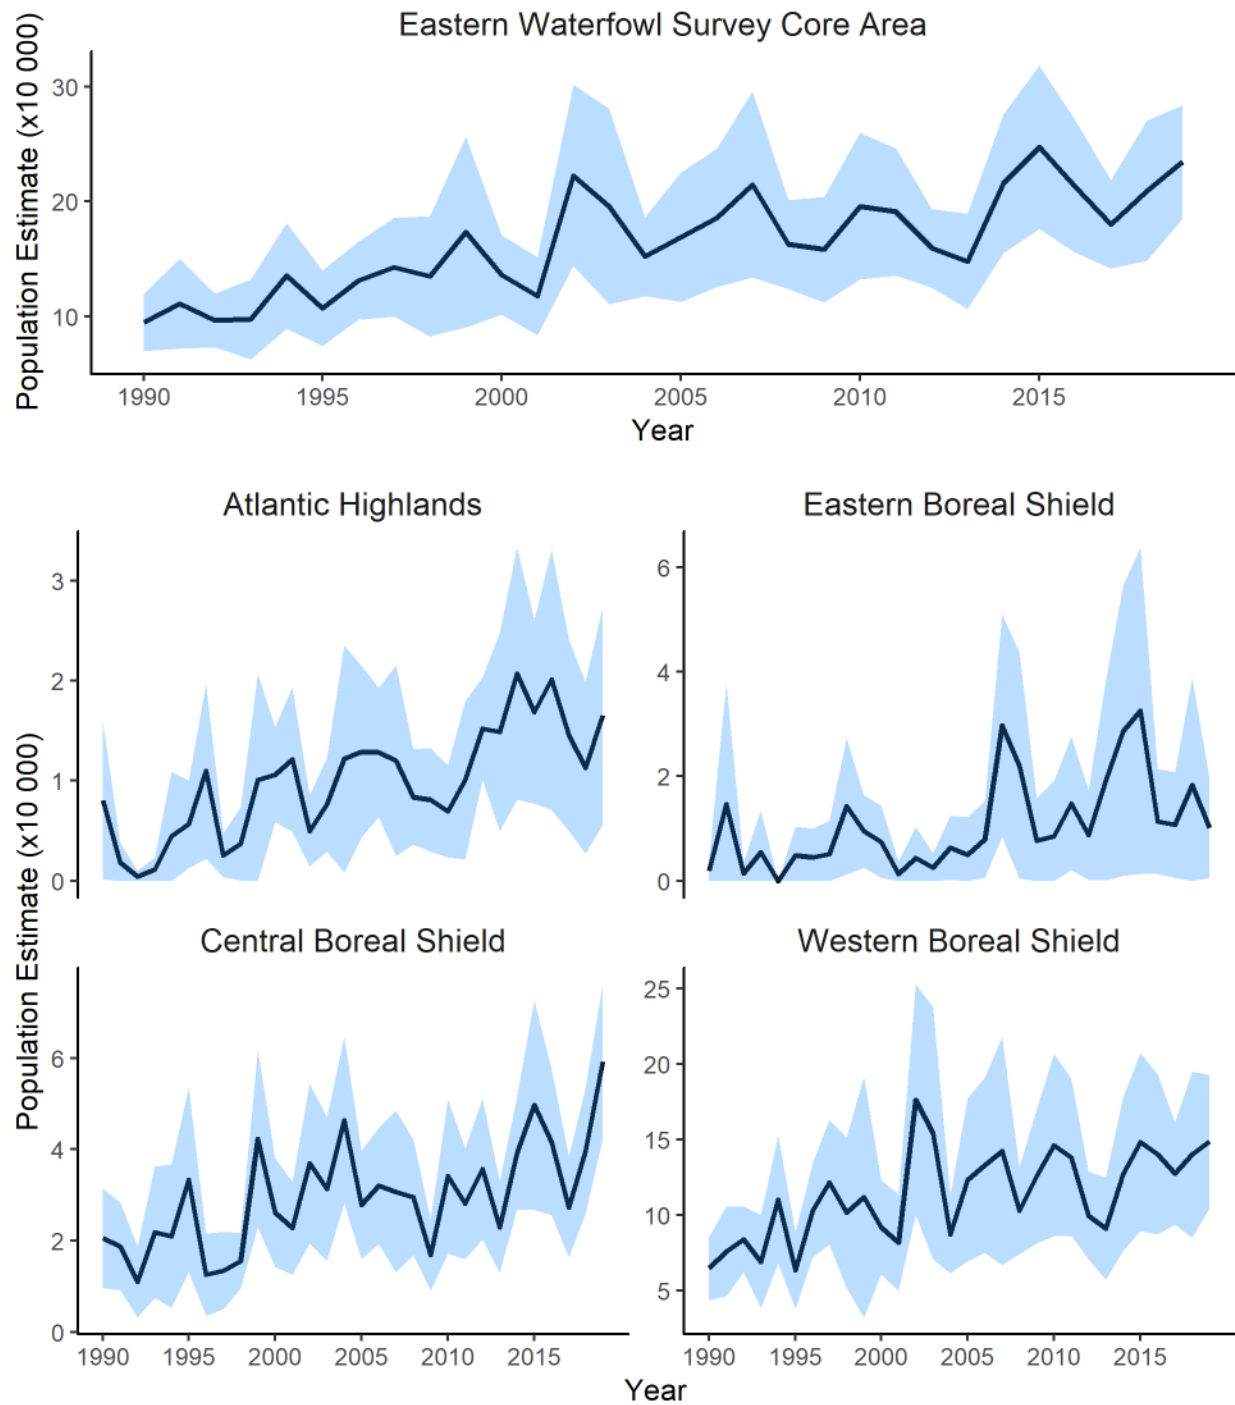 Eastern Waterfowl Survey Core Area
Population Estimate (x10 000)
30
20
10
1990 1995 2000 2005 2010 2015
Year
Population Estimate (x10 000)
Atlantic Highlands
3
2
1
0
Eastern Boreal Shield
6
4
2
0
Central Boreal Shield
6
4
2
0
1990 1995 2000 2005 2010 2015
Western Boreal Shield
25
20
15
10
5
1990 1995 2000 2005 2010 2015
Year